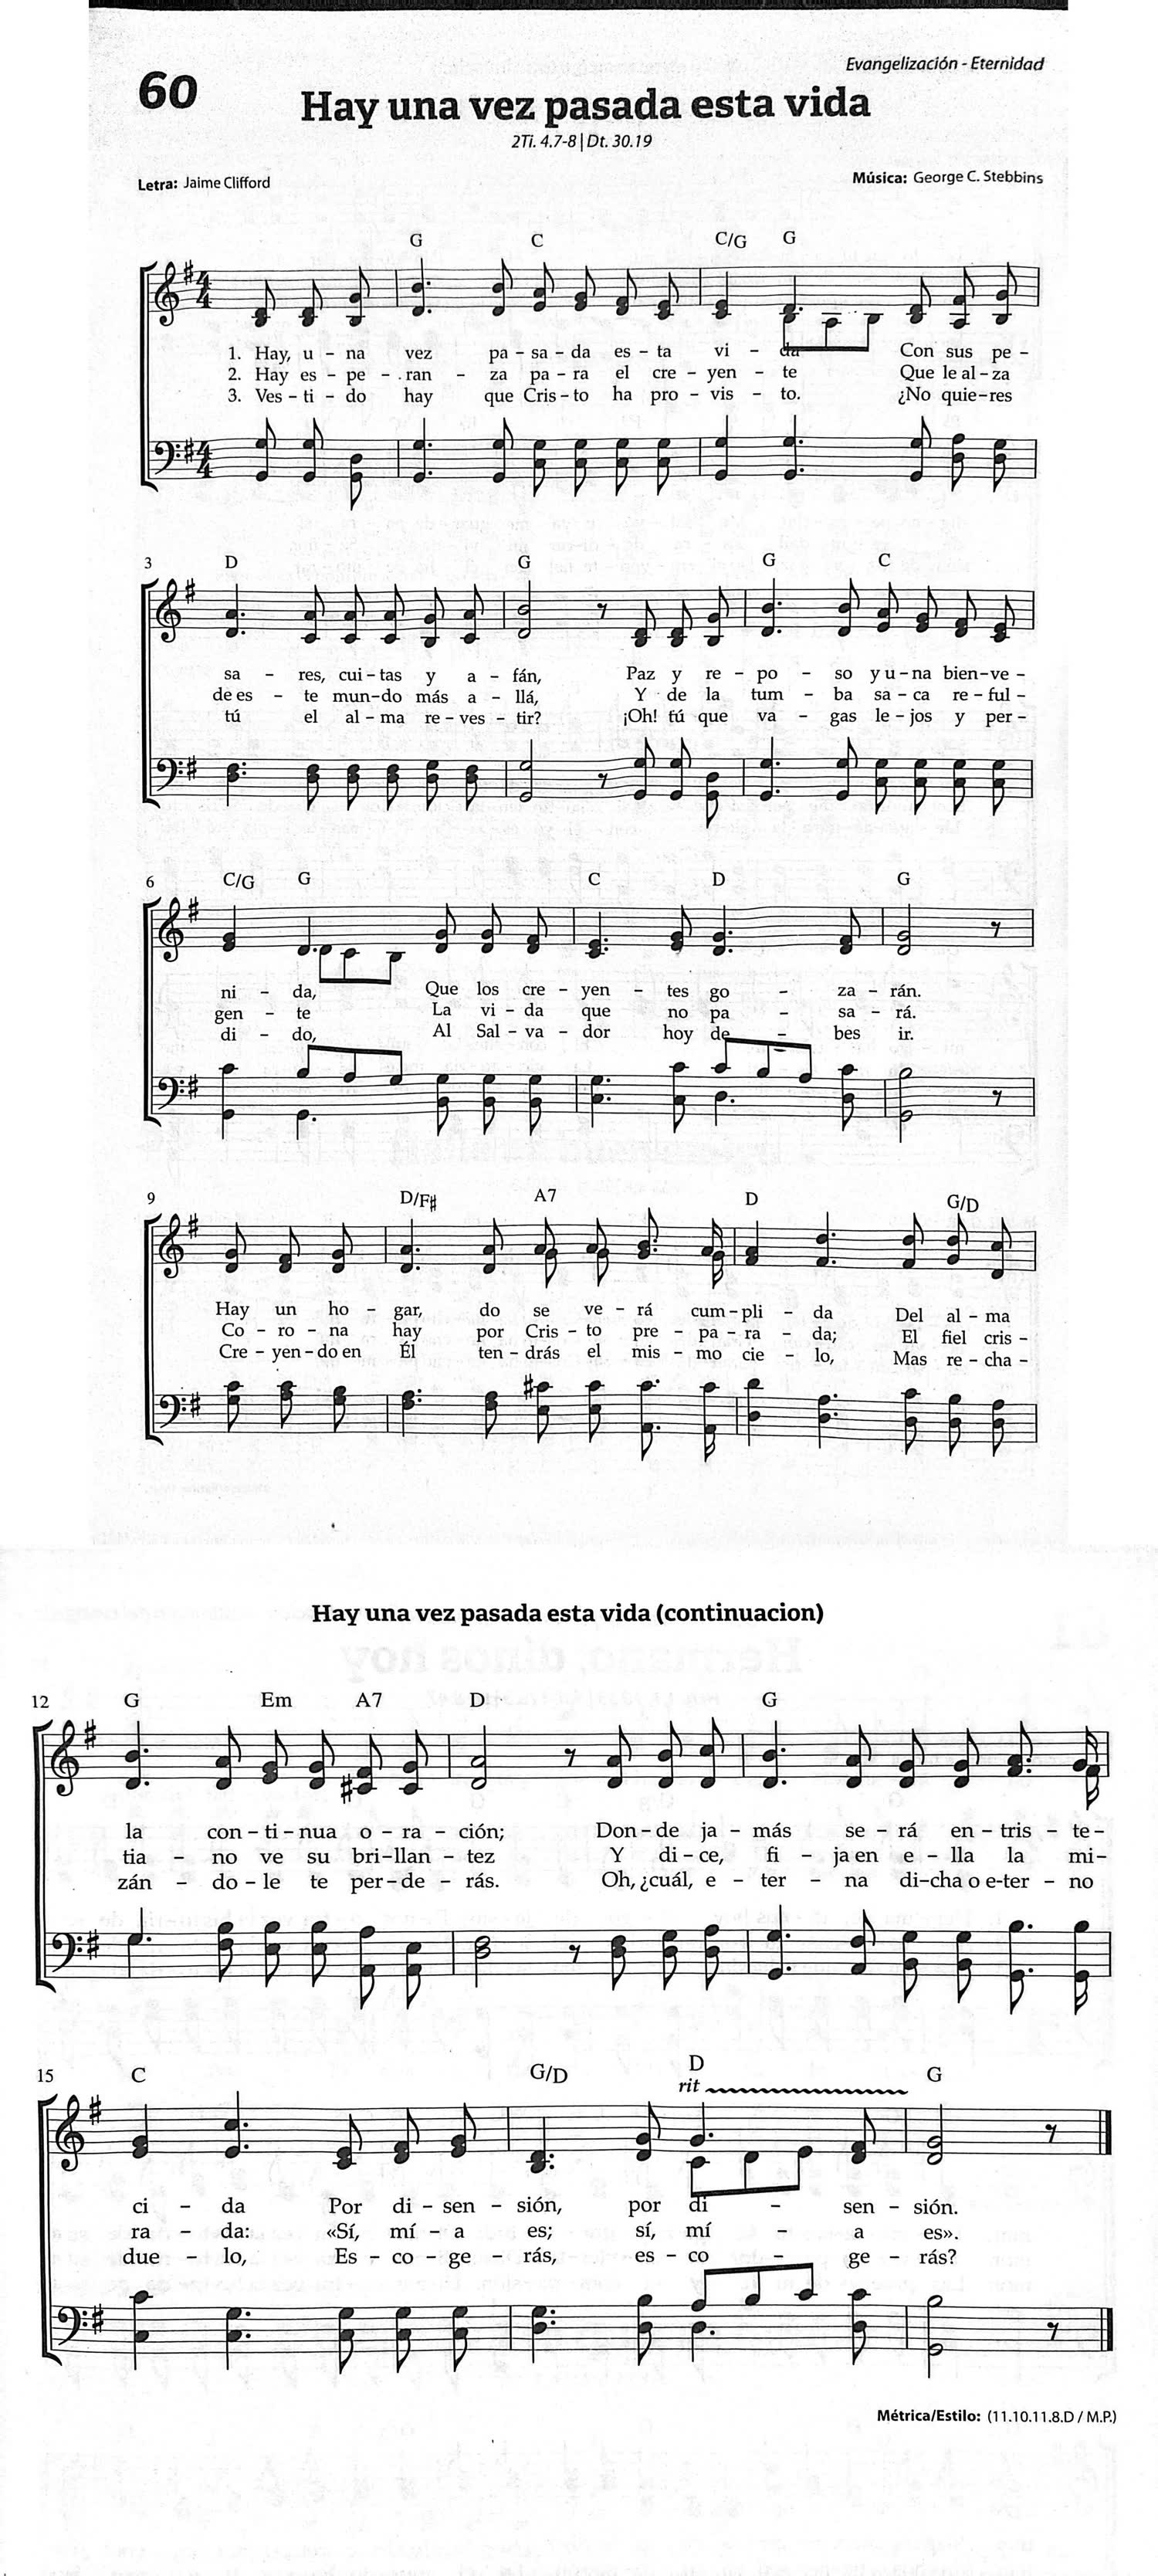 Evangelización - Eternidad
60
Hay una vez pasada esta vida
2Ti. 4.7-8 | Dt. 30.19
Letra: Jaime Clifford
Música: George C. Stebbins
G C C/G G
1. Hay, u - na vez pa - sa - da es - ta vi - da Con sus pe -
2. Hay es - pe - ran - za pa - ra el cre - yen - te Que le al - za
3. Ves - ti - do hay que Cris - to ha pro - vis - to. ¿No quie - res
3 D G G C
sa - res, cui - tas y a - fán, Paz y re - po - so y u - na bien - ve -
de es - te mun - do más a - llá, Y de la tum - ba sa - ca re - ful -
tú el al - ma re - ves - tir? ¡Oh! tú que va - gas le - jos y per -
6 C/G G C D G
ni - da, Que los cre - yen - tes go - za - rán.
gen - te La vi - da que no pa - sa - rá.
di - do, Al Sal - va - dor hoy de - bes ir.
9 D/F# A7 D G/D
Hay un ho - gar, do se ve - rá cum - pli - da Del al - ma
Co - ro - na hay por Cris - to pre - pa - ra - da; El fiel cris -
Cre - yen - do en Él ten - drás el mis - mo cie - lo, Mas re - cha -
Hay una vez pasada esta vida (continuacion)
12 G Em A7 D G
la con - ti - nua o - ra - ción; Don - de ja - más se - rá en - tris - te -
tia - no ve su bri - llan - tez Y di - ce, fi - ja en e - lla la mi -
zán - do - le te per - de - rás. Oh, ¿cuál, e - ter - na di - cha o e - ter - no
15 C G/D D G
rit
ci - da Por di - sen - sión, por di - sen - sión.
ra - da: «Sí, mí - a es; sí, mí - a es».
due - lo, Es - co - ge - rás, es - co - ge - rás?
Métrica/Estilo: (11.10.11.8.D / M.P.)